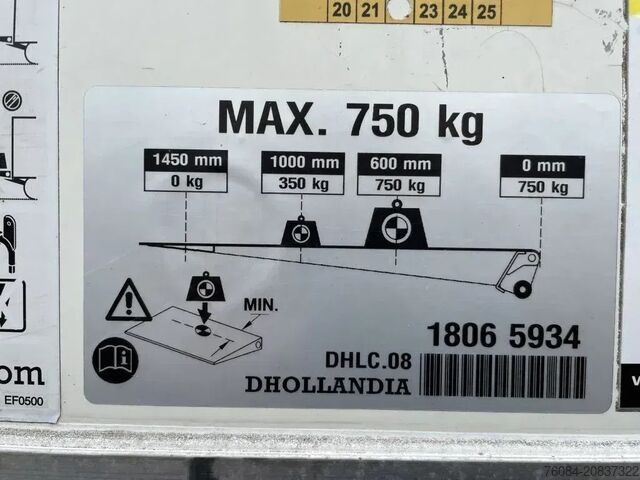 20 21 23 24 25
MAX. 750 kg
1450 mm 1000 mm 600 mm 0 mm
0 kg 350 kg 750 kg 750 kg
MIN.
1806 5934
DHLC.08
DHOLLANDIA
om
EF0500
76084-20837322